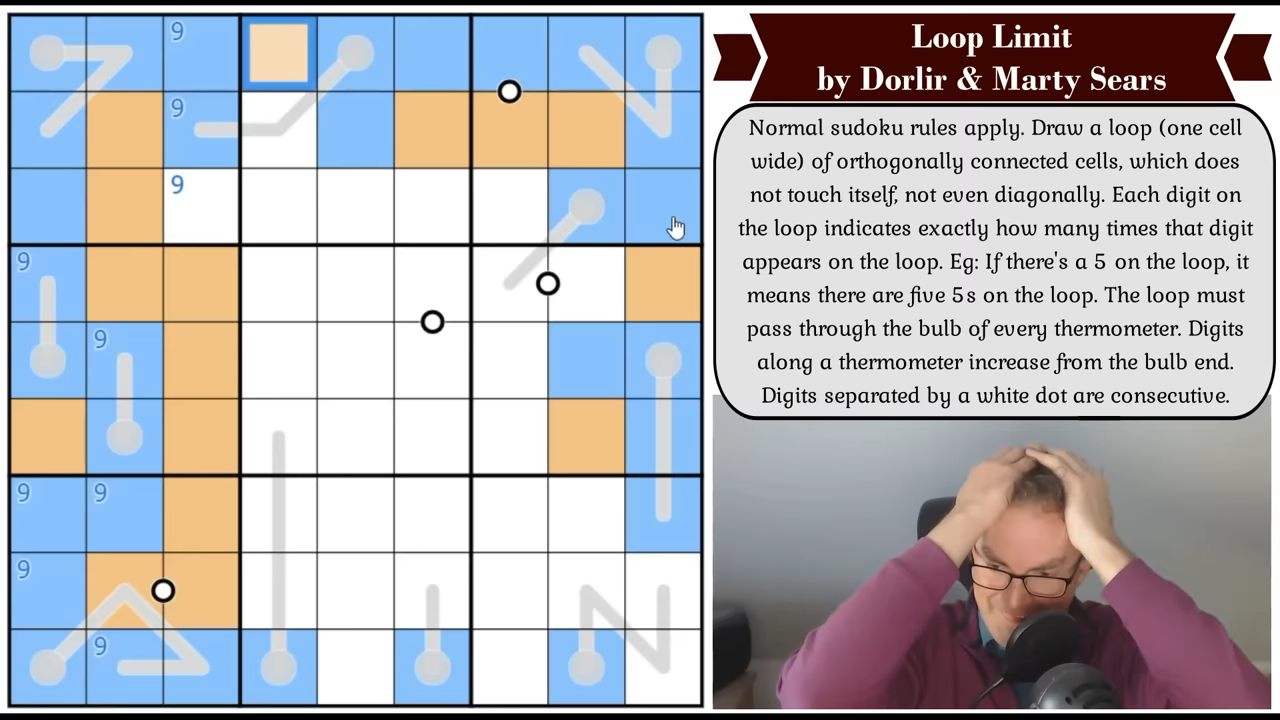 Loop Limit
by Dorlir & Marty Sears
Normal sudoku rules apply. Draw a loop (one cell
wide) of orthogonally connected cells, which does
not touch itself, not even diagonally. Each digit on
the loop indicates exactly how many times that digit
appears on the loop. Eg: If there's a 5 on the loop, it
means there are five 5s on the loop. The loop must
pass through the bulb of every thermometer. Digits
along a thermometer increase from the bulb end.
Digits separated by a white dot are consecutive.
9
9
9
9
9
9 9
9
9